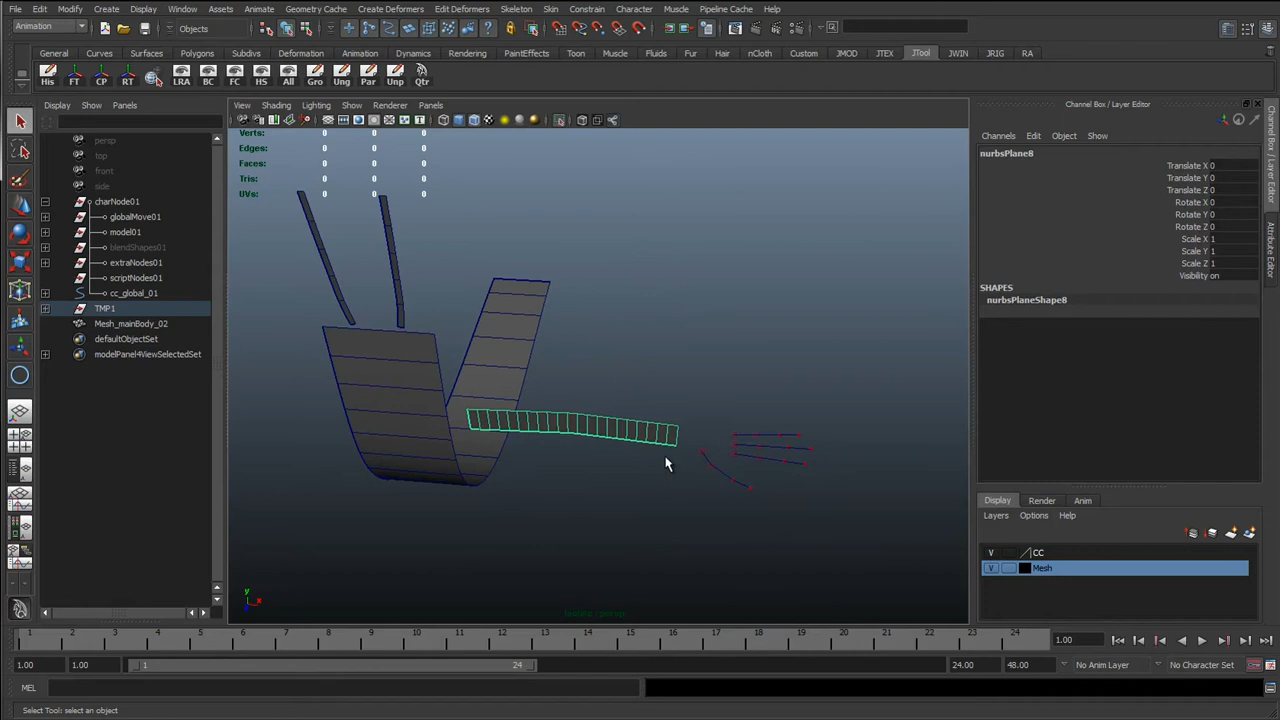 File Edit Modify Create Display Window Assets Animate Geometry Cache Create Deformers Edit Deformers Skeleton Skin Constrain Character Muscle Pipeline Cache Help
Animation Objects
General Curves Surfaces Polygons Subdivs Deformation Animation Dynamics Rendering PaintEffects Toon Muscle Fluids Fur Hair nCloth Custom JMOD JTEX JTool JWIN JRIG RA
His FT CP RT LRA BC FC HS All Gro Ung Par Unp Qtr
Display Show Panels
View Shading Lighting Show Renderer Panels
Channel Box / Layer Editor
persp
top
front
side
charNode01
globalMove01
model01
blendShapes01
extraNodes01
scriptNodes01
cc_global_01
TMP1
Mesh_mainBody_02
defaultObjectSet
modelPanel4ViewSelectedSet
Verts: 0 0 0
Edges: 0 0 0
Faces: 0 0 0
Tris: 0 0 0
UVs: 0 0 0
y
x
Channels Edit Object Show
nurbsPlane8
Translate X 0
Translate Y 0
Translate Z 0
Rotate X 0
Rotate Y 0
Rotate Z 0
Scale X 1
Scale Y 1
Scale Z 1
Visibility on
SHAPES
nurbsPlaneShape8
Channel Box / Layer Editor
Attribute Editor
Display Render Anim
Layers Options Help
V CC
V Mesh
1 2 3 4 5 6 7 8 9 10 11 12 13 14 15 16 17 18 19 20 21 22 23 24 1.00
1.00 1.00 1 24 24.00 48.00 No Anim Layer No Character Set
MEL
Select Tool: select an object